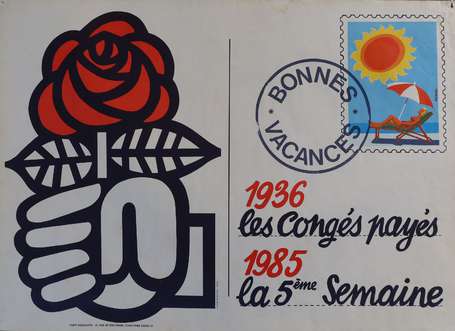 BONNES
VACANCES
1936
les Congés payés
1985
la 5ème Semaine